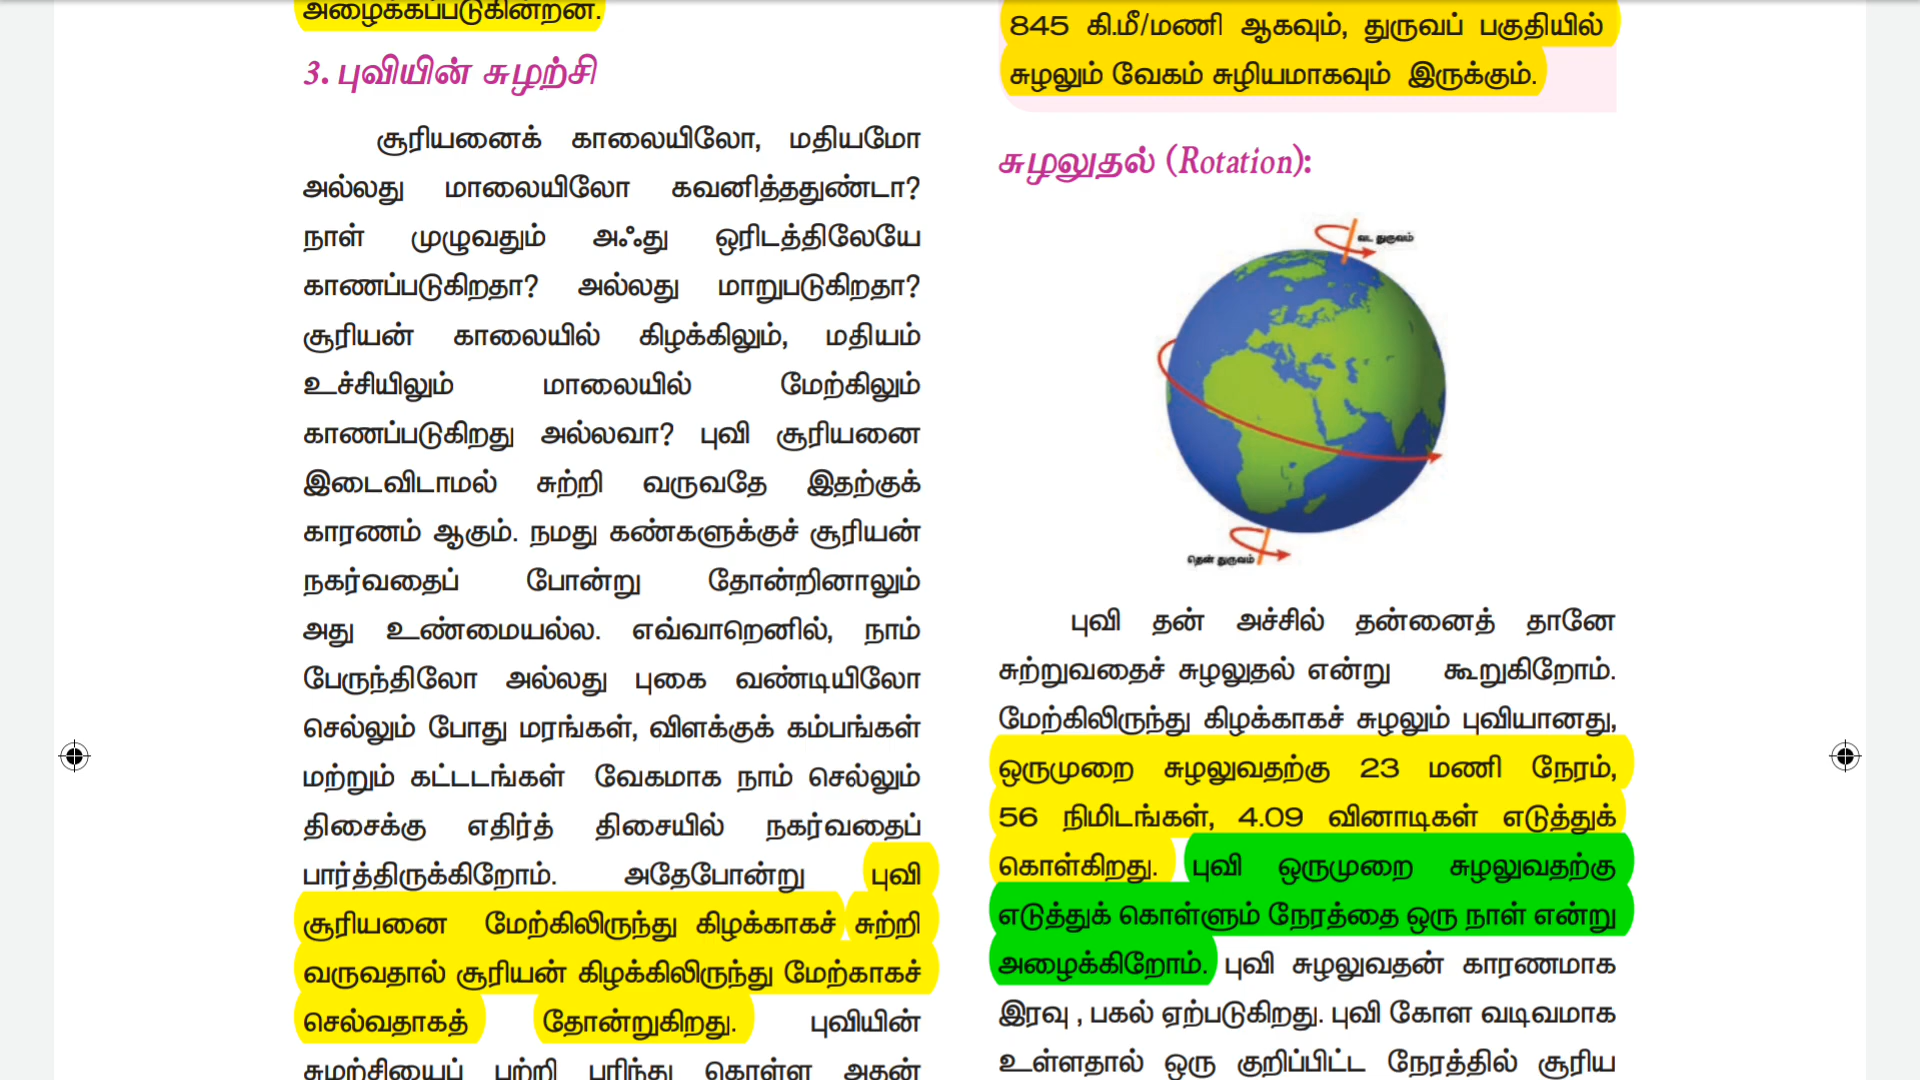 அழைக்கப்படுகின்றன.
3. புவியின் சுழற்சி
சூரியனைக் காலையிலோ, மதியமோ
அல்லது மாலையிலோ கவனித்ததுண்டா?
நாள் முழுவதும் அஃது ஒரிடத்திலேயே
காணப்படுகிறதா? அல்லது மாறுபடுகிறதா?
சூரியன் காலையில் கிழக்கிலும், மதியம்
உச்சியிலும் மாலையில் மேற்கிலும்
காணப்படுகிறது அல்லவா? புவி சூரியனை
இடைவிடாமல் சுற்றி வருவதே இதற்குக்
காரணம் ஆகும். நமது கண்களுக்குச் சூரியன்
நகர்வதைப் போன்று தோன்றினாலும்
அது உண்மையல்ல. எவ்வாறெனில், நாம்
பேருந்திலோ அல்லது புகை வண்டியிலோ
செல்லும் போது மரங்கள், விளக்குக் கம்பங்கள்
மற்றும் கட்டடங்கள் வேகமாக நாம் செல்லும்
திசைக்கு எதிர்த் திசையில் நகர்வதைப்
பார்த்திருக்கிறோம். அதேபோன்று புவி
சூரியனை மேற்கிலிருந்து கிழக்காகச் சுற்றி
வருவதால் சூரியன் கிழக்கிலிருந்து மேற்காகச்
செல்வதாகத் தோன்றுகிறது. புவியின்
சுழற்சியைப் பற்றி புரிந்து கொள்ள அதன்
845 கி.மீ/மணி ஆகவும், துருவப் பகுதியில்
சுழலும் வேகம் சுழியமாகவும் இருக்கும்.
சுழலுதல் (Rotation):
வட துருவம்
தென் துருவம்
புவி தன் அச்சில் தன்னைத் தானே
சுற்றுவதைச் சுழலுதல் என்று கூறுகிறோம்.
மேற்கிலிருந்து கிழக்காகச் சுழலும் புவியானது,
ஒருமுறை சுழலுவதற்கு 23 மணி நேரம்,
56 நிமிடங்கள், 4.09 வினாடிகள் எடுத்துக்
கொள்கிறது. புவி ஒருமுறை சுழலுவதற்கு
எடுத்துக் கொள்ளும் நேரத்தை ஒரு நாள் என்று
அழைக்கிறோம். புவி சுழலுவதன் காரணமாக
இரவு , பகல் ஏற்படுகிறது. புவி கோள வடிவமாக
உள்ளதால் ஒரு குறிப்பிட்ட நேரத்தில் சூரிய